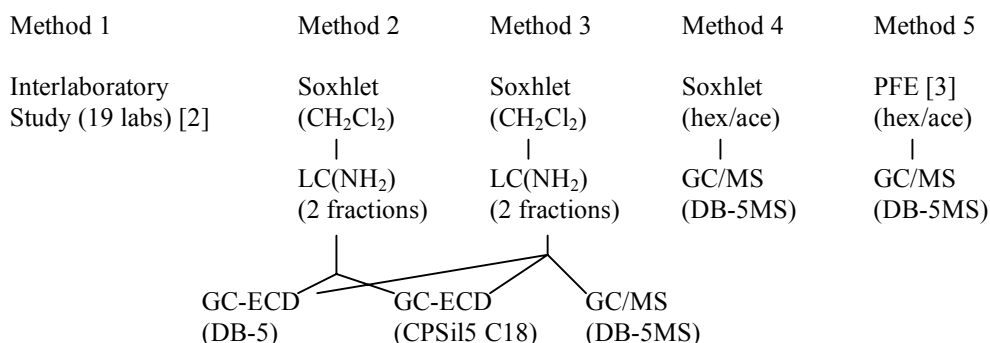 Method 1 Method 2 Method 3 Method 4 Method 5
Interlaboratory Soxhlet Soxhlet Soxhlet PFE [3]
Study (19 labs) [2] (CH₂Cl₂) (CH₂Cl₂) (hex/ace) (hex/ace)
LC(NH₂) LC(NH₂) GC/MS GC/MS
(2 fractions) (2 fractions) (DB-5MS) (DB-5MS)
GC-ECD GC-ECD GC/MS
(DB-5) (CPSil5 C18) (DB-5MS)